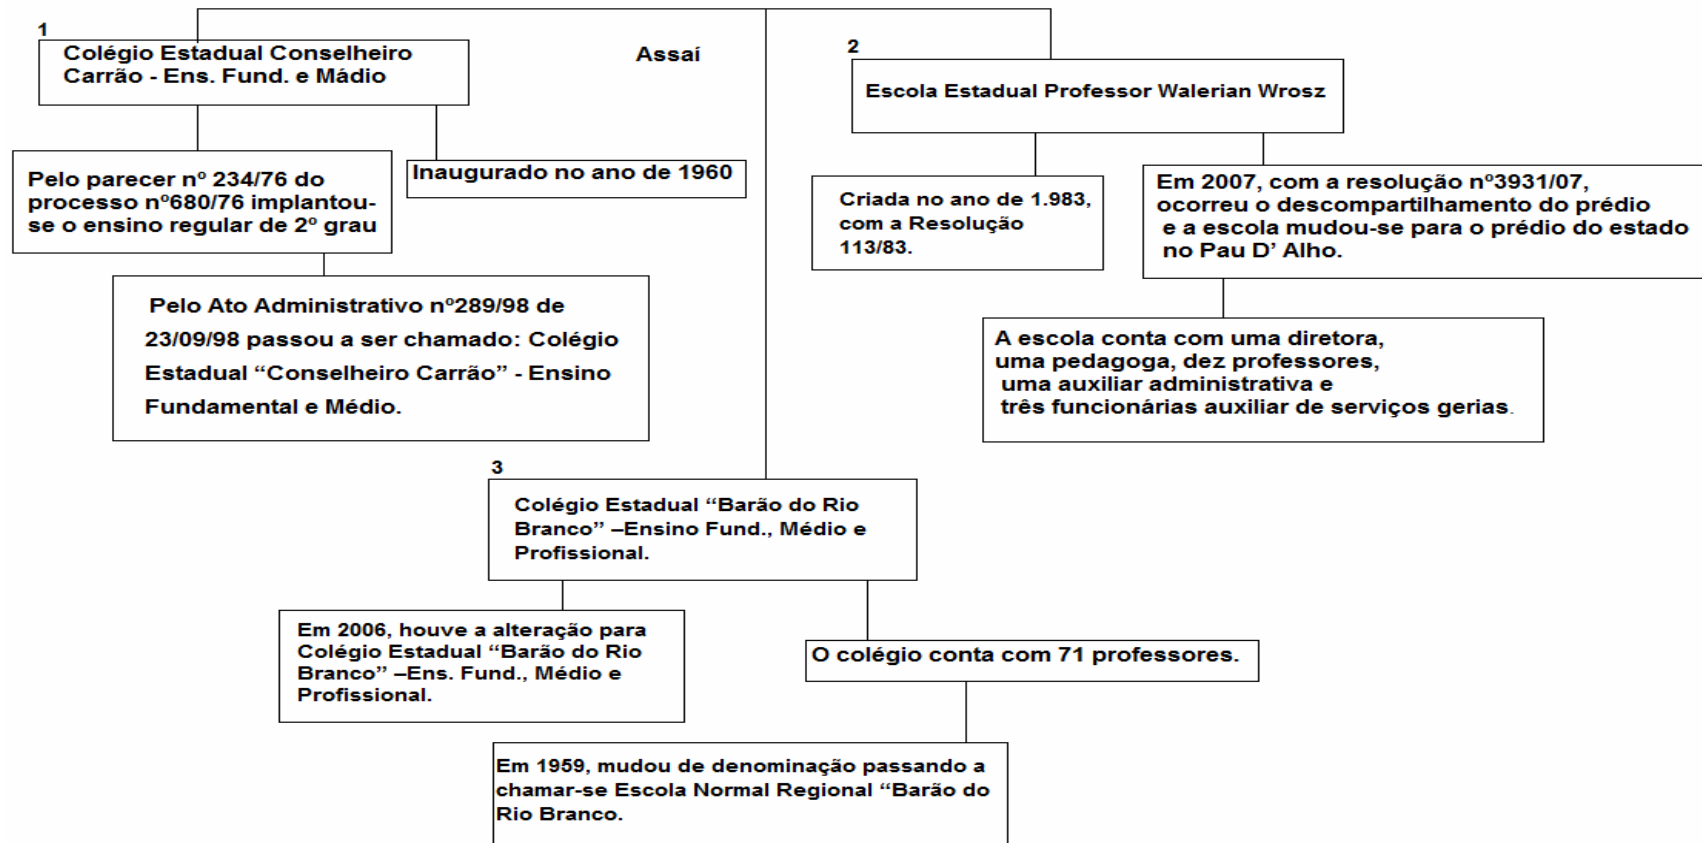 1
Colégio Estadual Conselheiro
Carrão - Ens. Fund. e Mádio
Assaí
2
Escola Estadual Professor Walerian Wrosz
Pelo parecer nº 234/76 do
processo nº680/76 implantou-
se o ensino regular de 2º grau
Inaugurado no ano de 1960
Criada no ano de 1.983,
com a Resolução
113/83.
Em 2007, com a resolução nº3931/07,
ocorreu o descompartilhamento do prédio
e a escola mudou-se para o prédio do estado
no Pau D’ Alho.
Pelo Ato Administrativo nº289/98 de
23/09/98 passou a ser chamado: Colégio
Estadual “Conselheiro Carrão” - Ensino
Fundamental e Médio.
A escola conta com uma diretora,
uma pedagoga, dez professores,
uma auxiliar administrativa e
três funcionárias auxiliar de serviços gerias.
3
Colégio Estadual “Barão do Rio
Branco” –Ensino Fund., Médio e
Profissional.
Em 2006, houve a alteração para
Colégio Estadual “Barão do Rio
Branco” –Ens. Fund., Médio e
Profissional.
O colégio conta com 71 professores.
Em 1959, mudou de denominação passando a
chamar-se Escola Normal Regional “Barão do
Rio Branco.